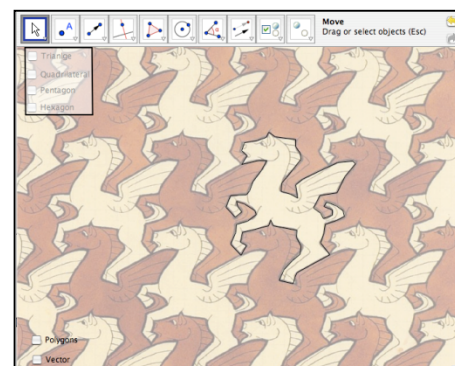 Move
Drag or select objects (Esc)
Triangle
Quadrilateral
Pentagon
Hexagon
Polygons
Vector